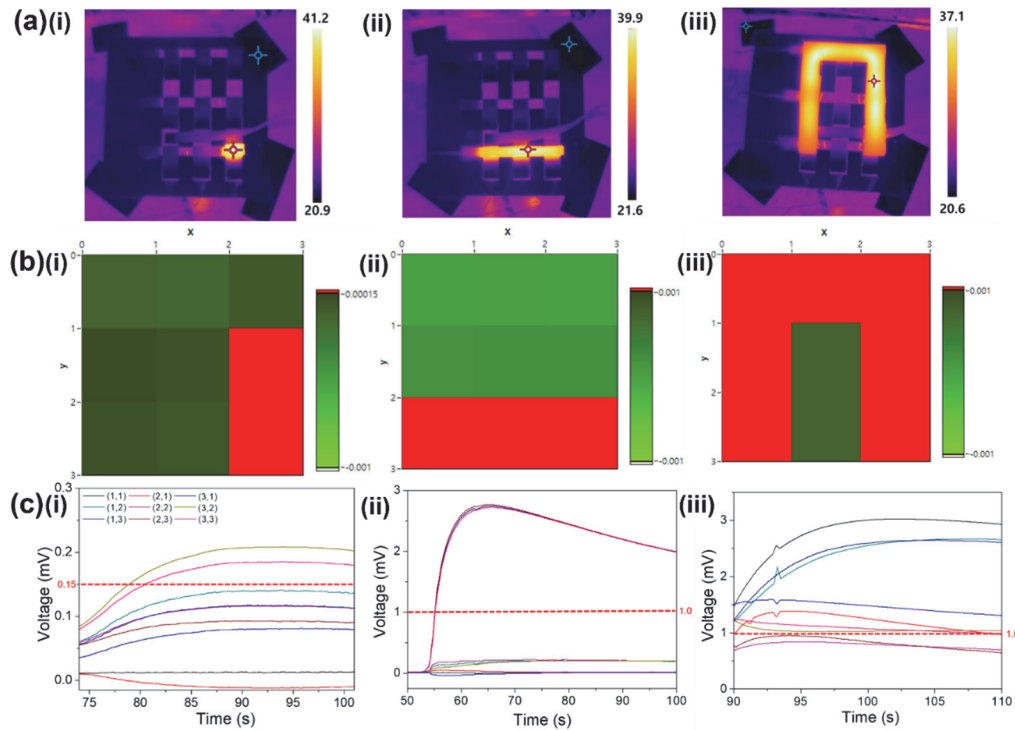 (a)(i)
41.2
20.9
(ii)
39.9
21.6
(iii)
37.1
20.6
(b)(i)
x
0 1 2 3
0
1
y
2
3
0.00015
-0.001
(ii)
x
0 1 2 3
0
1
y
2
3
0.001
-0.001
(iii)
x
0 1 2 3
0
1
y
2
3
0.001
-0.001
(c)(i)
Voltage (mV)
0.3
0.2
0.15
0.1
0.0
(1,1) (2,1) (3,1)
(1,2) (2,2) (3,2)
(1,3) (2,3) (3,3)
75 80 85 90 95 100
Time (s)
(ii)
Voltage (mV)
3
2
1
0
1.0
50 60 70 80 90 100
Time (s)
(iii)
Voltage (mV)
3
2
1
0
1.0
90 95 100 105 110
Time (s)